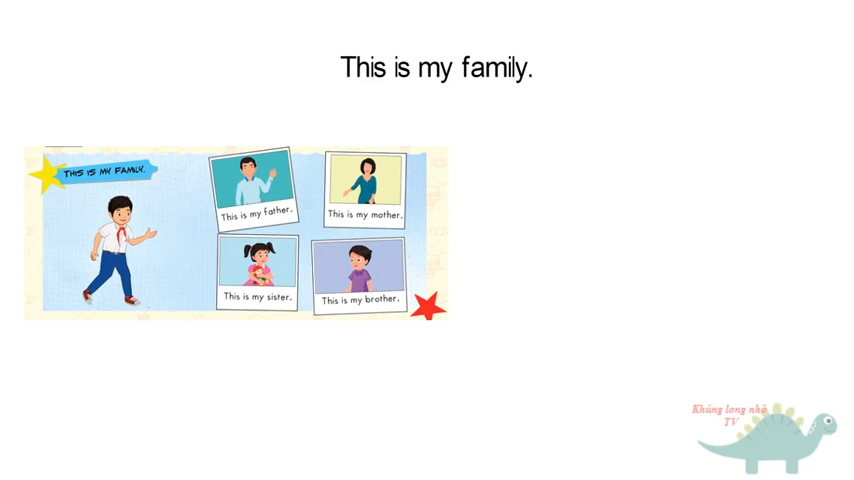 This is my family.
THIS IS MY FAMILY.
This is my father.
This is my mother.
This is my sister.
This is my brother.
Khủng long nhỏ
TV